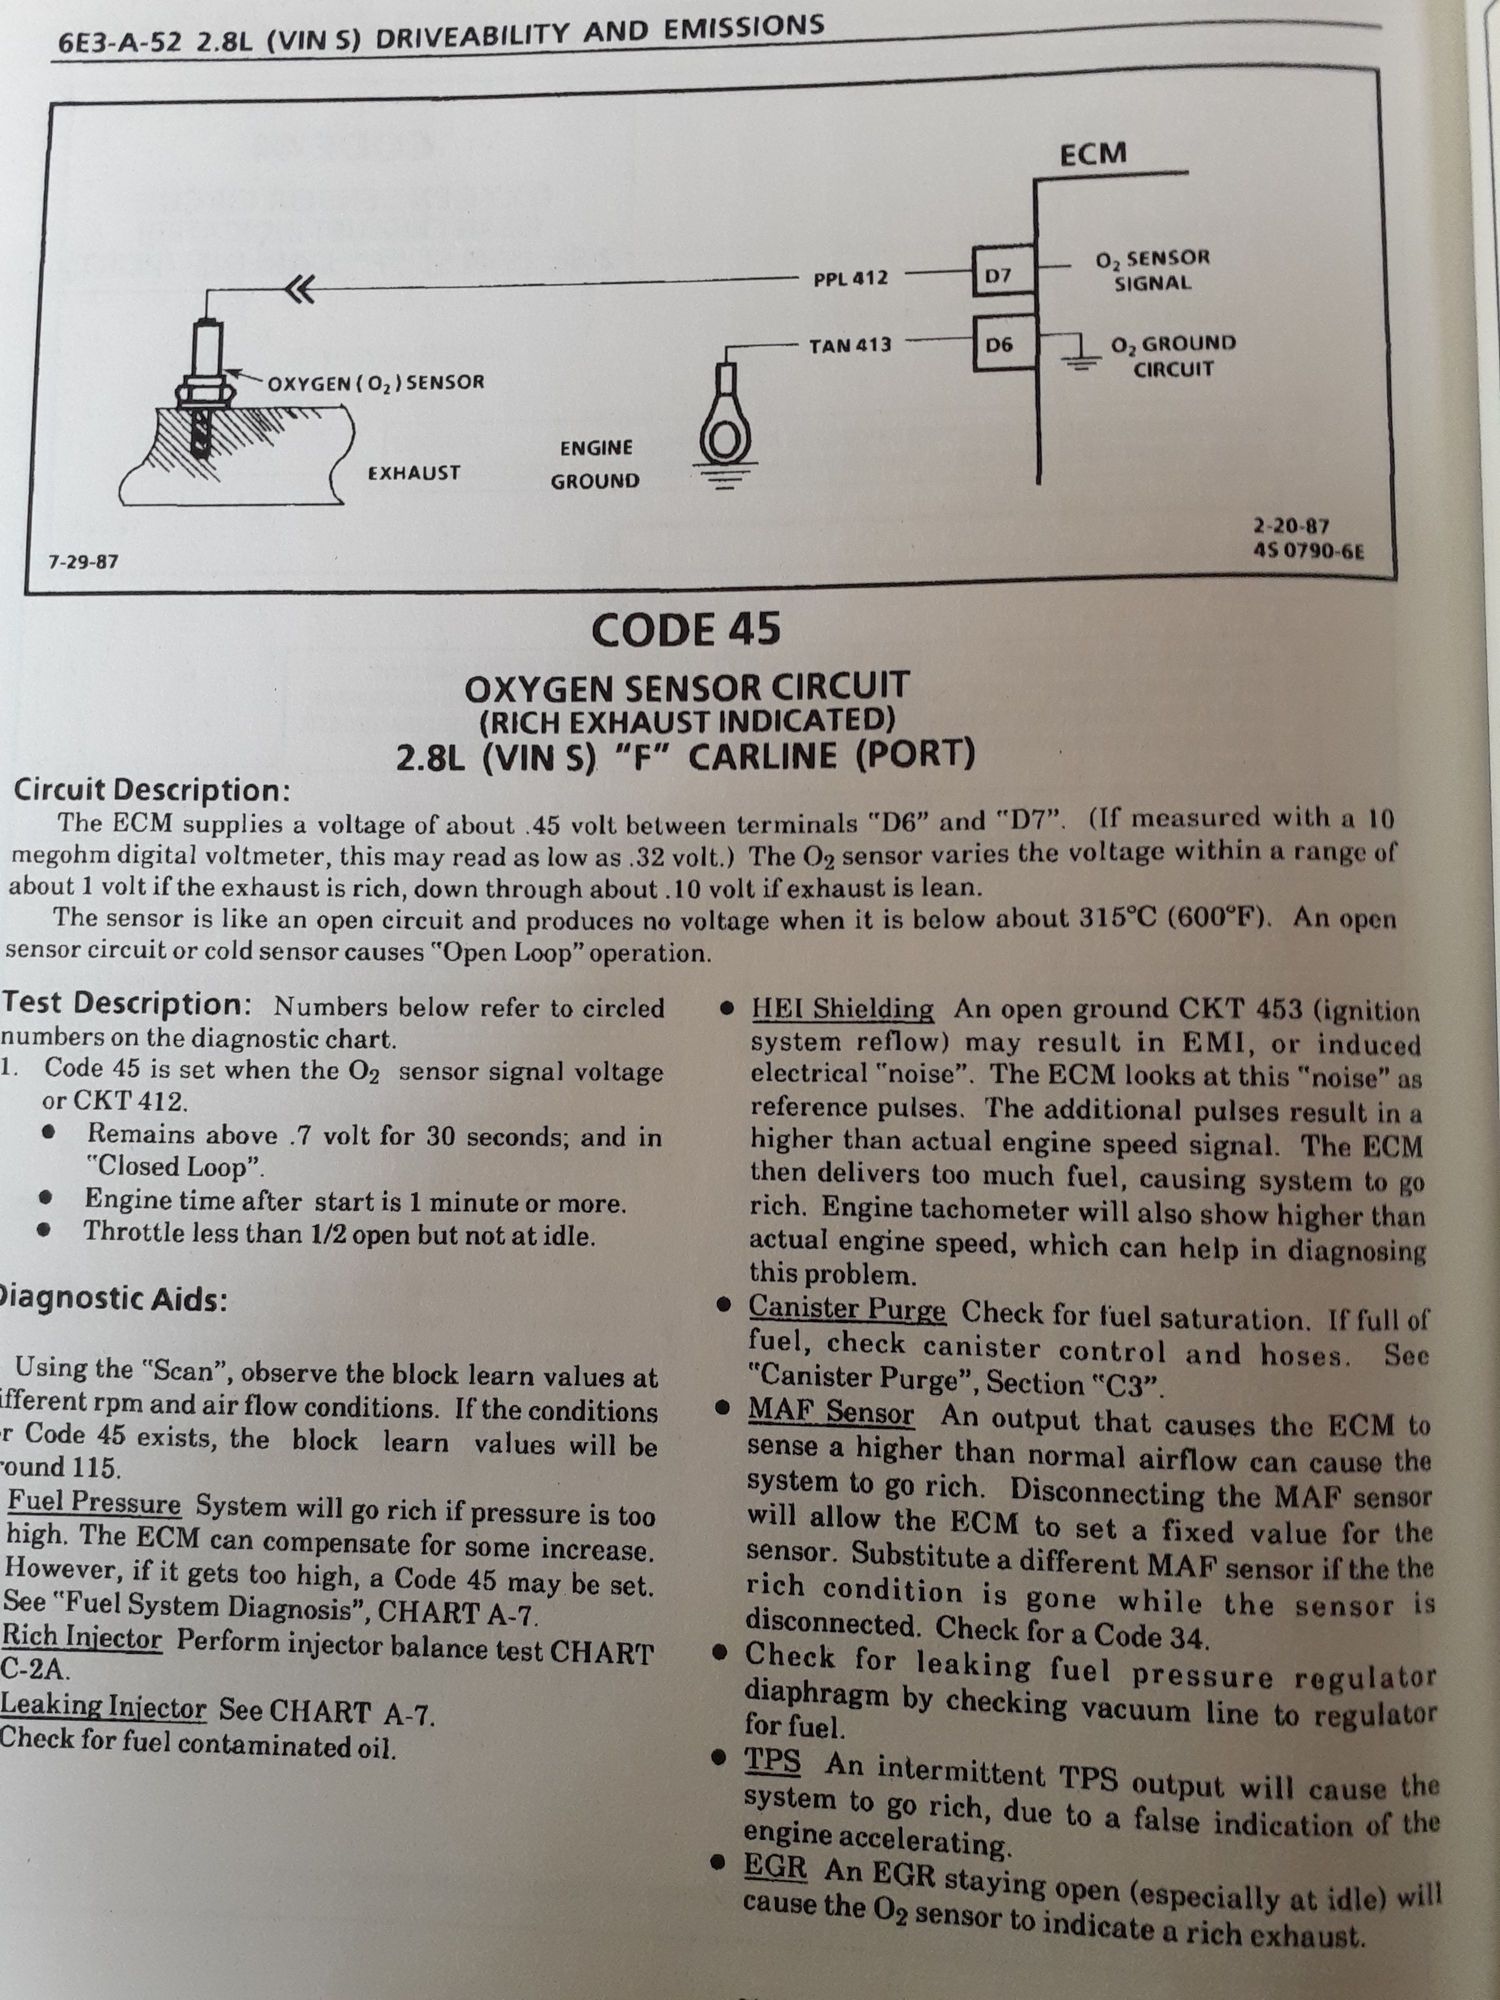 6E3-A-52 2.8L (VIN S) DRIVEABILITY AND EMISSIONS
ECM
PPL 412
D7
O₂ SENSOR
SIGNAL
TAN 413
D6
O₂ GROUND
CIRCUIT
OXYGEN (O₂) SENSOR
EXHAUST
ENGINE
GROUND
7-29-87
2-20-87
4S 0790-6E
CODE 45
OXYGEN SENSOR CIRCUIT
(RICH EXHAUST INDICATED)
2.8L (VIN S) "F" CARLINE (PORT)
Circuit Description:
The ECM supplies a voltage of about .45 volt between terminals "D6" and "D7". (If measured with a 10
megohm digital voltmeter, this may read as low as .32 volt.) The O₂ sensor varies the voltage within a range of
about 1 volt if the exhaust is rich, down through about .10 volt if exhaust is lean.
The sensor is like an open circuit and produces no voltage when it is below about 315°C (600°F). An open
sensor circuit or cold sensor causes "Open Loop" operation.
Test Description: Numbers below refer to circled
numbers on the diagnostic chart.
1. Code 45 is set when the O₂ sensor signal voltage
or CKT 412.
● Remains above .7 volt for 30 seconds; and in
"Closed Loop".
● Engine time after start is 1 minute or more.
● Throttle less than 1/2 open but not at idle.
Diagnostic Aids:
Using the "Scan", observe the block learn values at
ifferent rpm and air flow conditions. If the conditions
r Code 45 exists, the block learn values will be
round 115.
Fuel Pressure System will go rich if pressure is too
high. The ECM can compensate for some increase.
However, if it gets too high, a Code 45 may be set.
See "Fuel System Diagnosis", CHART A-7.
Rich Injector Perform injector balance test CHART
C-2A.
Leaking Injector See CHART A-7.
Check for fuel contaminated oil.
● HEI Shielding An open ground CKT 453 (ignition
system reflow) may result in EMI, or induced
electrical "noise". The ECM looks at this "noise" as
reference pulses. The additional pulses result in a
higher than actual engine speed signal. The ECM
then delivers too much fuel, causing system to go
rich. Engine tachometer will also show higher than
actual engine speed, which can help in diagnosing
this problem.
● Canister Purge Check for fuel saturation. If full of
fuel, check canister control and hoses. See
"Canister Purge", Section "C3".
● MAF Sensor An output that causes the ECM to
sense a higher than normal airflow can cause the
system to go rich. Disconnecting the MAF sensor
will allow the ECM to set a fixed value for the
sensor. Substitute a different MAF sensor if the the
rich condition is gone while the sensor is
disconnected. Check for a Code 34.
● Check for leaking fuel pressure regulator
diaphragm by checking vacuum line to regulator
for fuel.
● TPS An intermittent TPS output will cause the
system to go rich, due to a false indication of the
engine accelerating.
● EGR An EGR staying open (especially at idle) will
cause the O₂ sensor to indicate a rich exhaust.